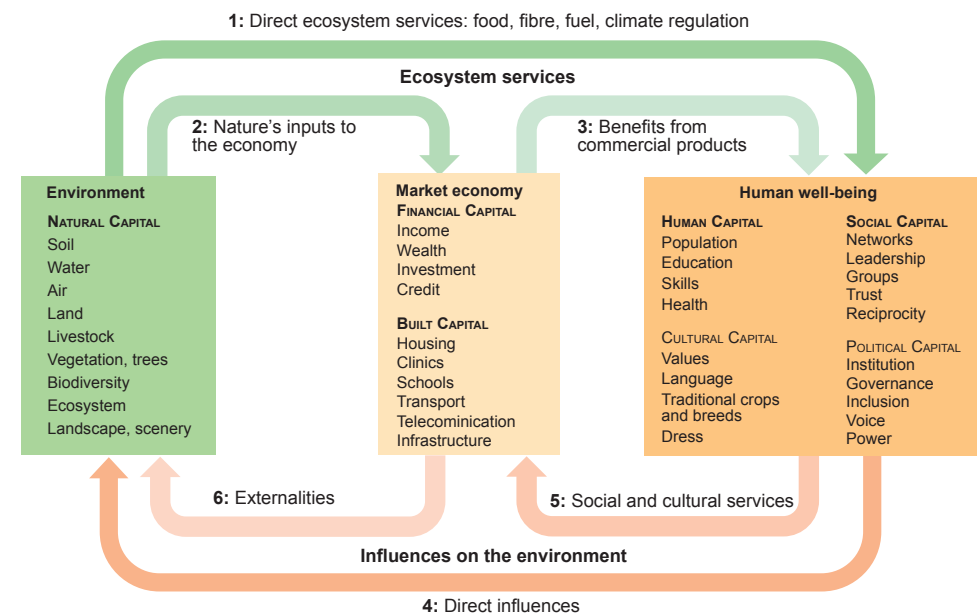 1: Direct ecosystem services: food, fibre, fuel, climate regulation
Ecosystem services
2: Nature's inputs to
the economy
3: Benefits from
commercial products
Environment
NATURAL CAPITAL
Soil
Water
Air
Land
Livestock
Vegetation, trees
Biodiversity
Ecosystem
Landscape, scenery
Market economy
FINANCIAL CAPITAL
Income
Wealth
Investment
Credit
BUILT CAPITAL
Housing
Clinics
Schools
Transport
Telecominication
Infrastructure
Human well-being
HUMAN CAPITAL
Population
Education
Skills
Health
CULTURAL CAPITAL
Values
Language
Traditional crops
and breeds
Dress
SOCIAL CAPITAL
Networks
Leadership
Groups
Trust
Reciprocity
POLITICAL CAPITAL
Institution
Governance
Inclusion
Voice
Power
6: Externalities
5: Social and cultural services
Influences on the environment
4: Direct influences